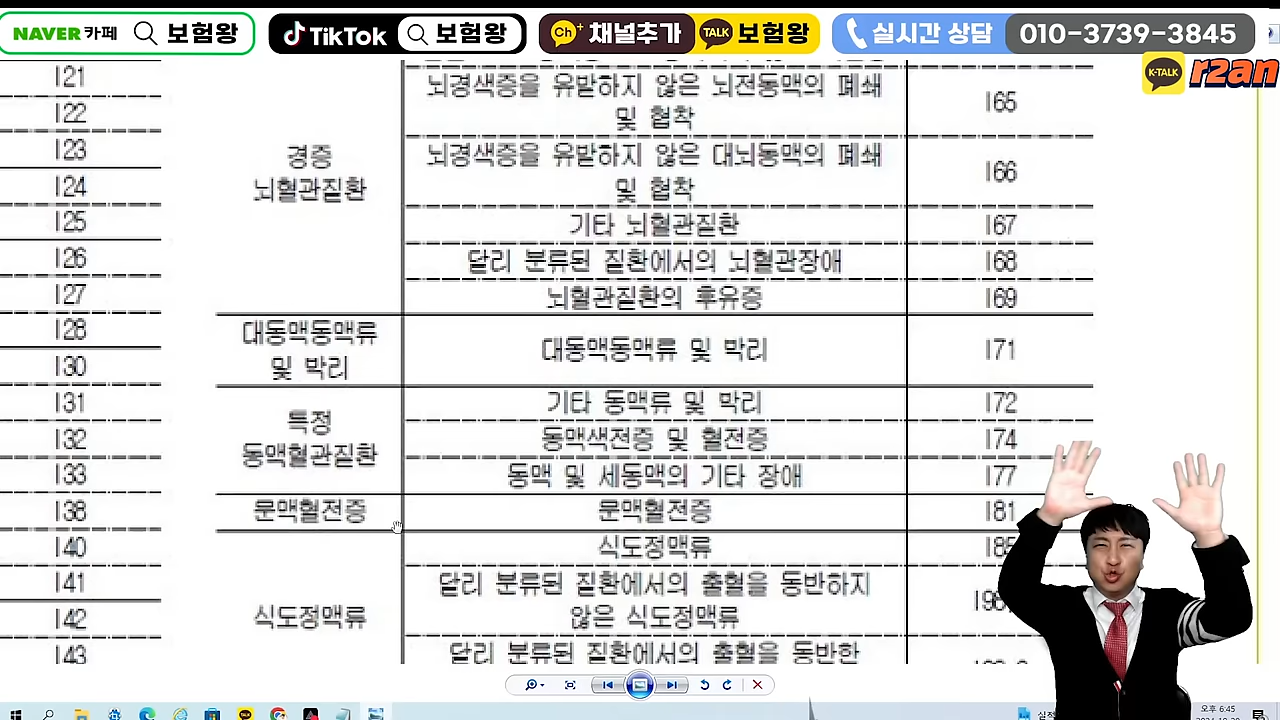 NAVER 카페 보험왕
TikTok 보험왕
Ch+ 채널추가 TALK 보험왕
실시간 상담 010-3739-3845
K-TALK r2an
I21
I22
I23
I24
I25
I26
I27
I28
I30
I31
I32
I33
I38
I40
I41
I42
I43
경증
뇌혈관질환
뇌경색증을 유발하지 않은 뇌전동맥의 폐쇄
및 협착
I65
뇌경색증을 유발하지 않은 대뇌동맥의 폐쇄
및 협착
I66
기타 뇌혈관질환 I67
달리 분류된 질환에서의 뇌혈관장애 I68
뇌혈관질환의 후유증 I69
대동맥동맥류
및 박리
대동맥동맥류 및 박리 I71
특정
동맥혈관질환
기타 동맥류 및 박리 I72
동맥색전증 및 혈전증 I74
동맥 및 세동맥의 기타 장애 I77
문맥혈전증 문맥혈전증 I81
식도정맥류
식도정맥류 I85
달리 분류된 질환에서의 출혈을 동반하지
않은 식도정맥류
달리 분류된 질환에서의 출혈을 동반한
오후 6:45